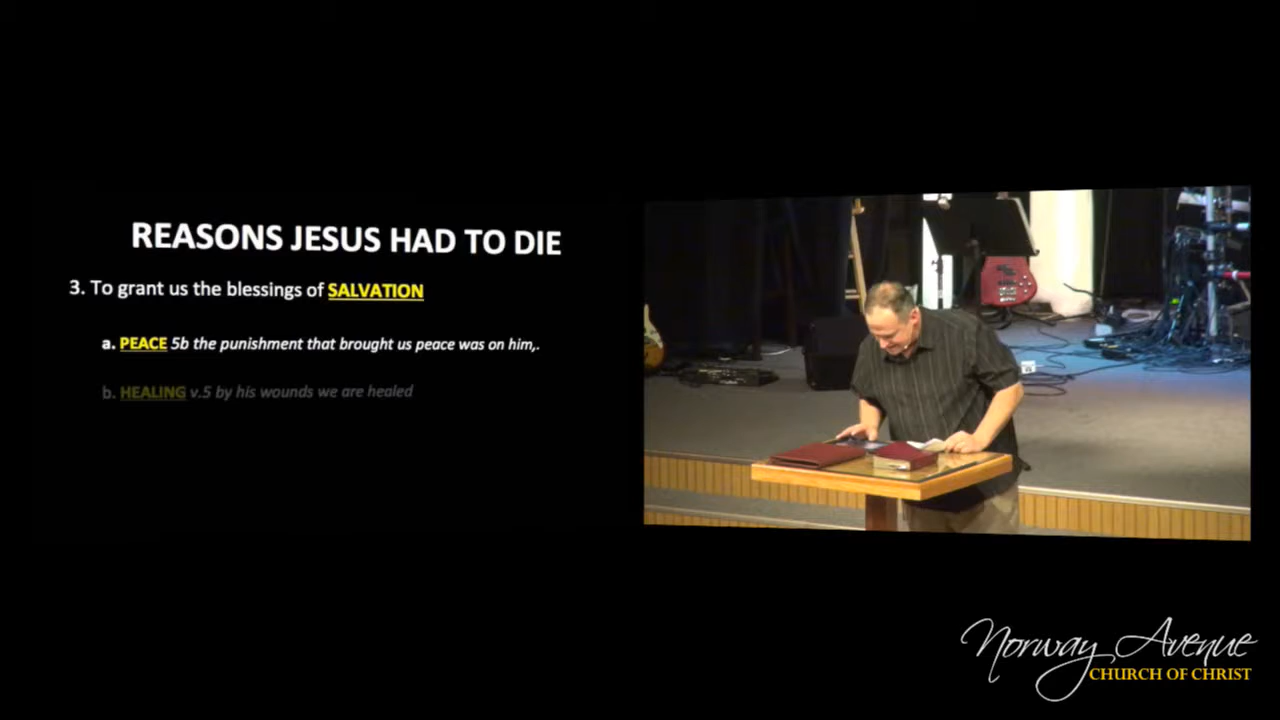 REASONS JESUS HAD TO DIE
3. To grant us the blessings of SALVATION
a. PEACE 5b the punishment that brought us peace was on him,.
b. HEALING v.5 by his wounds we are healed
Norway Avenue
CHURCH OF CHRIST